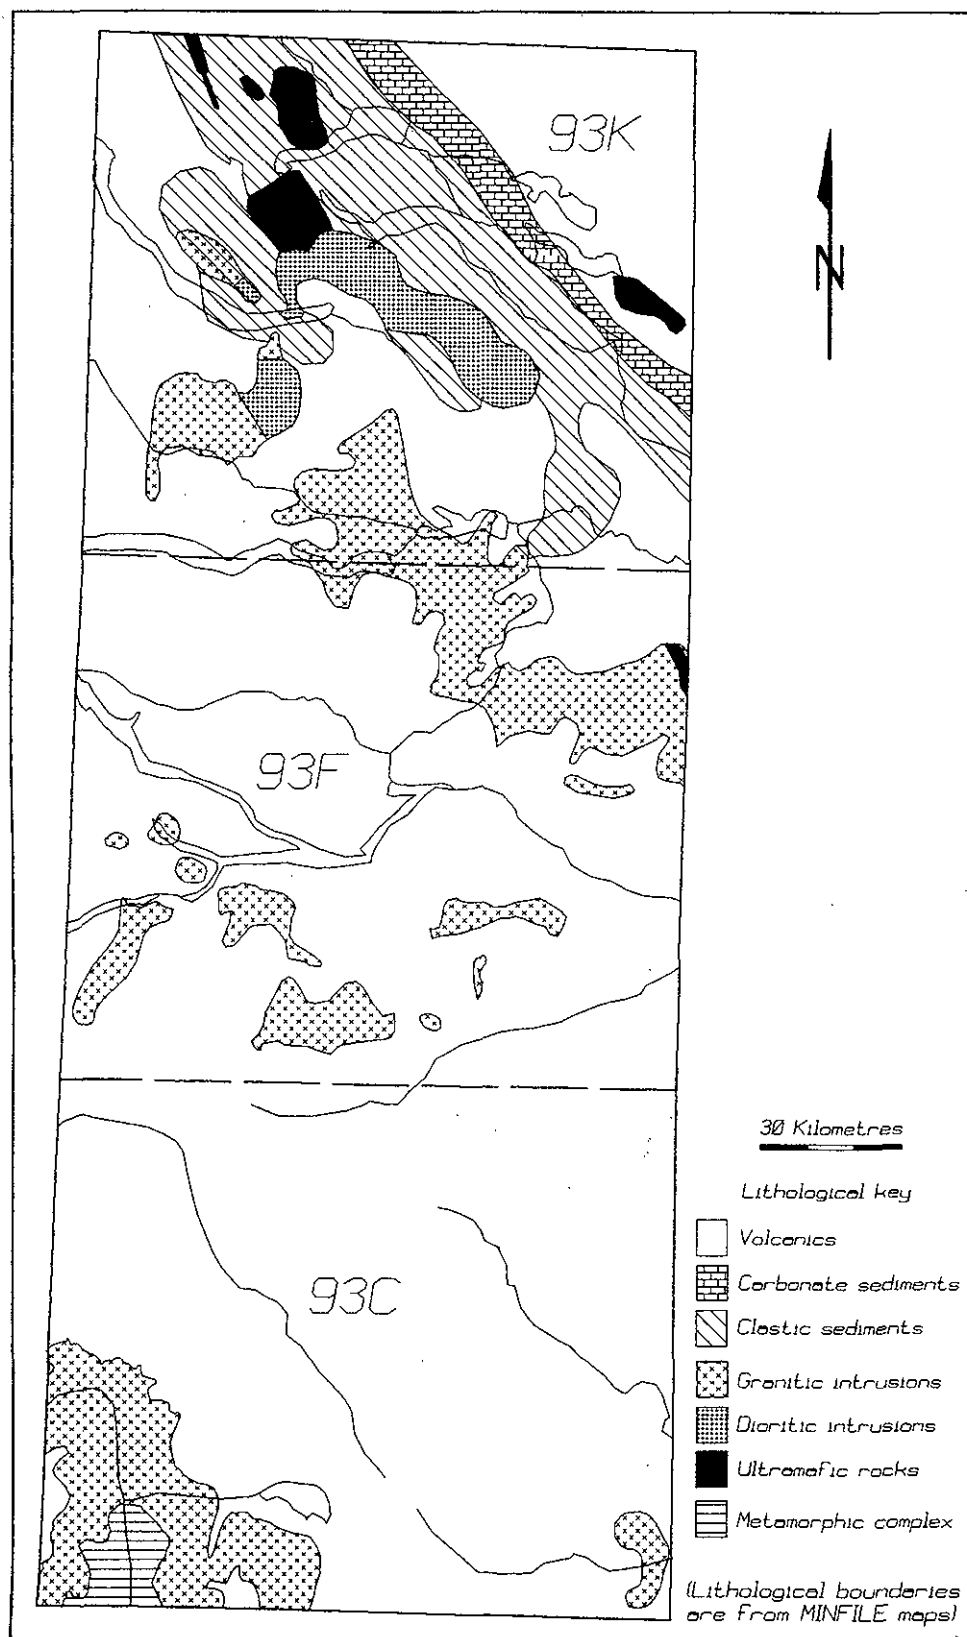 93K
N
93F
93C
30 Kilometres
Lithological key
Volcanics
Carbonate sediments
Clastic sediments
Granitic intrusions
Dioritic intrusions
Ultramafic rocks
Metamorphic complex
(Lithological boundaries
are from MINFILE maps)